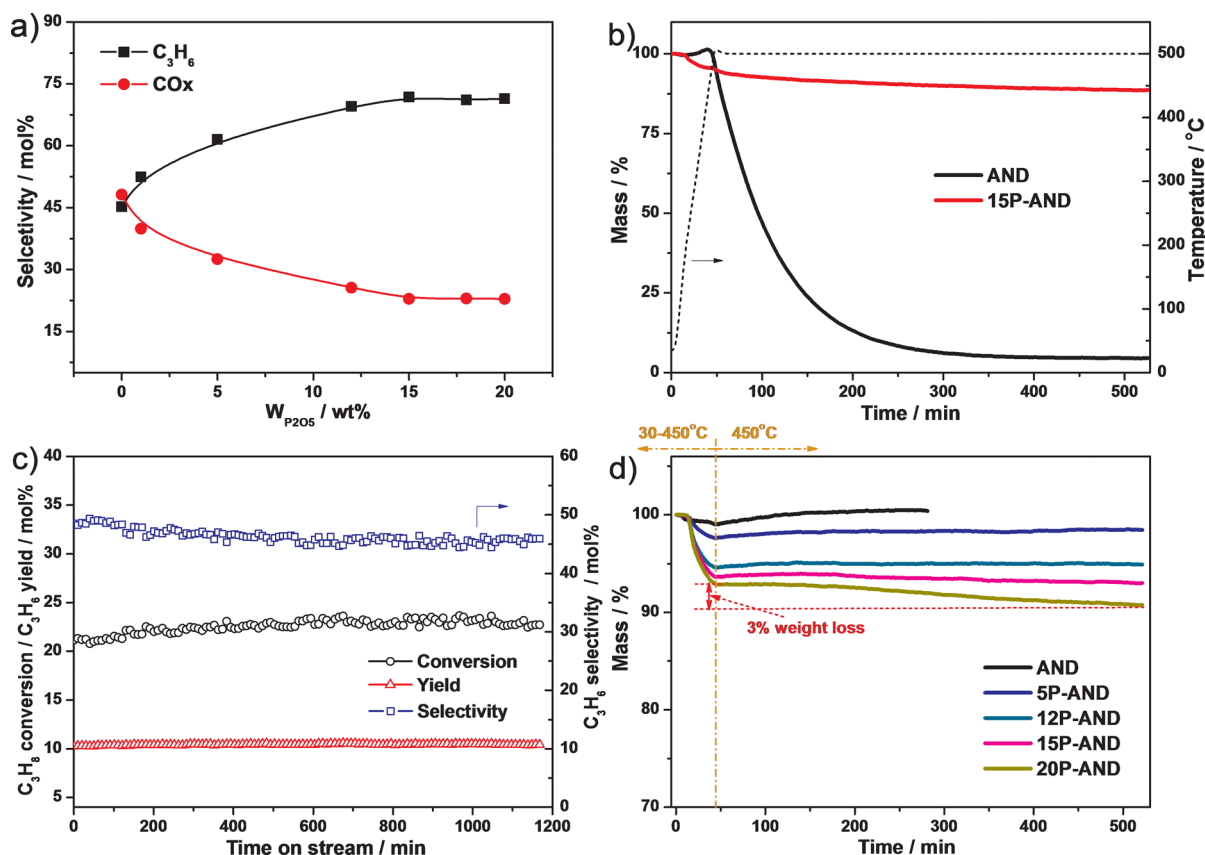 a)
C₃H₆
COx
Selcetivity / mol%
90
75
60
45
30
15
0
5
10
15
20
W_P2O5 / wt%
b)
100
75
50
25
0
Mass / %
AND
15P-AND
500
400
300
200
100
0
Temperature / °C
0
100
200
300
400
500
Time / min
c)
40
35
30
25
20
15
10
5
C₃H₈ conversion / C₃H₆ yield / mol%
Conversion
Yield
Selectivity
60
50
40
30
20
10
0
C₃H₆ selectivity / mol%
0
200
400
600
800
1000
1200
Time on stream / min
30-450°C
450°C
d)
100
90
80
70
Mass / %
3% weight loss
AND
5P-AND
12P-AND
15P-AND
20P-AND
0
100
200
300
400
500
Time / min